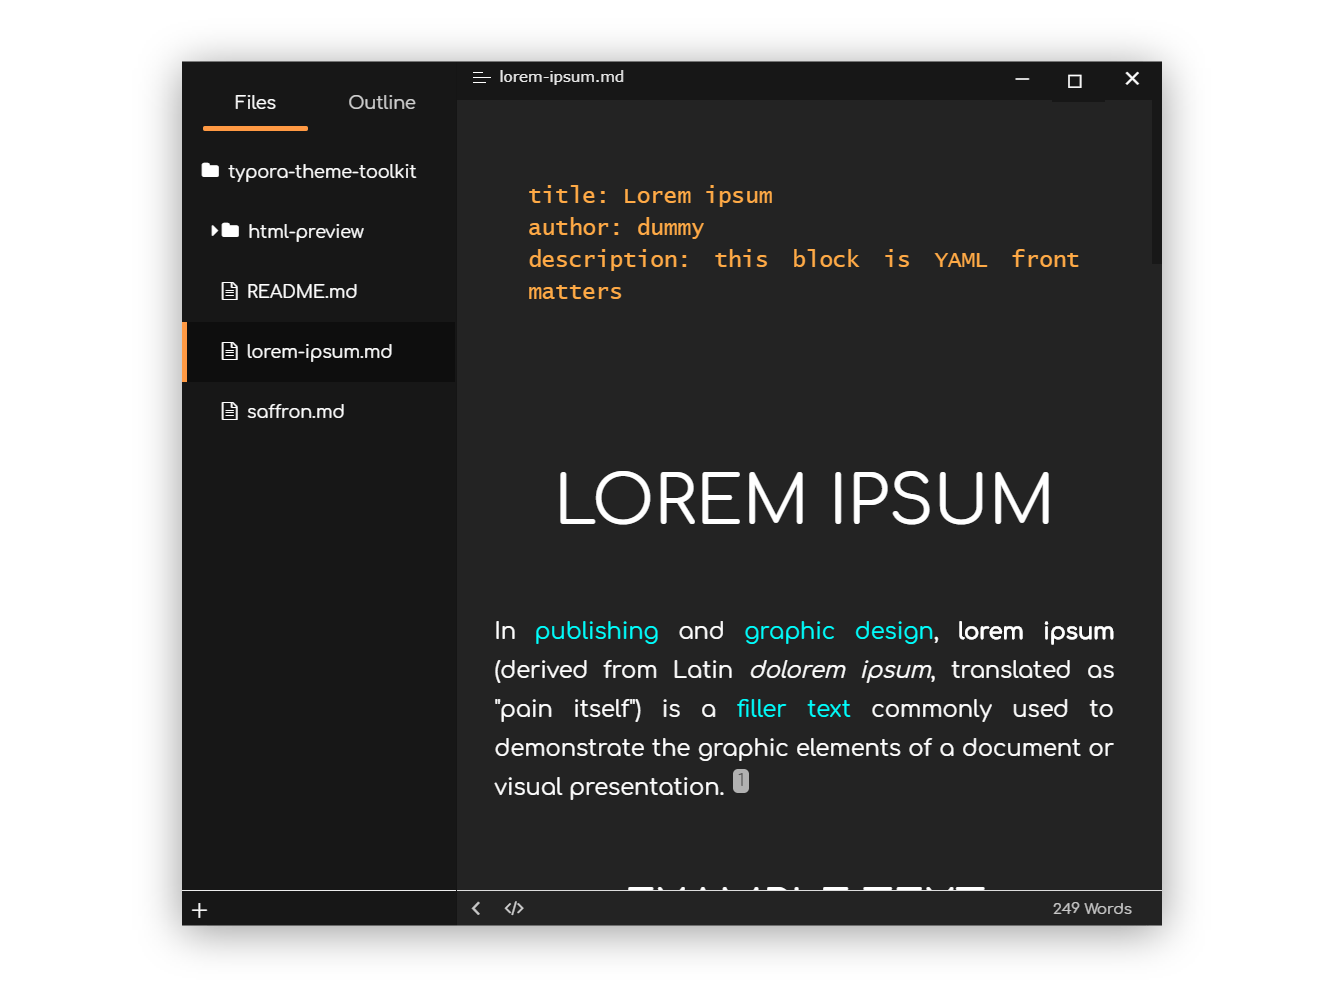 Files
Outline
typora-theme-toolkit
html-preview
README.md
lorem-ipsum.md
saffron.md
lorem-ipsum.md
title: Lorem ipsum
author: dummy
description: this block is YAML front
matters
LOREM IPSUM
In publishing and graphic design, lorem ipsum
(derived from Latin dolorem ipsum, translated as
"pain itself") is a filler text commonly used to
demonstrate the graphic elements of a document or
visual presentation. 1
EXAMPLE TEXT
</> 249 Words